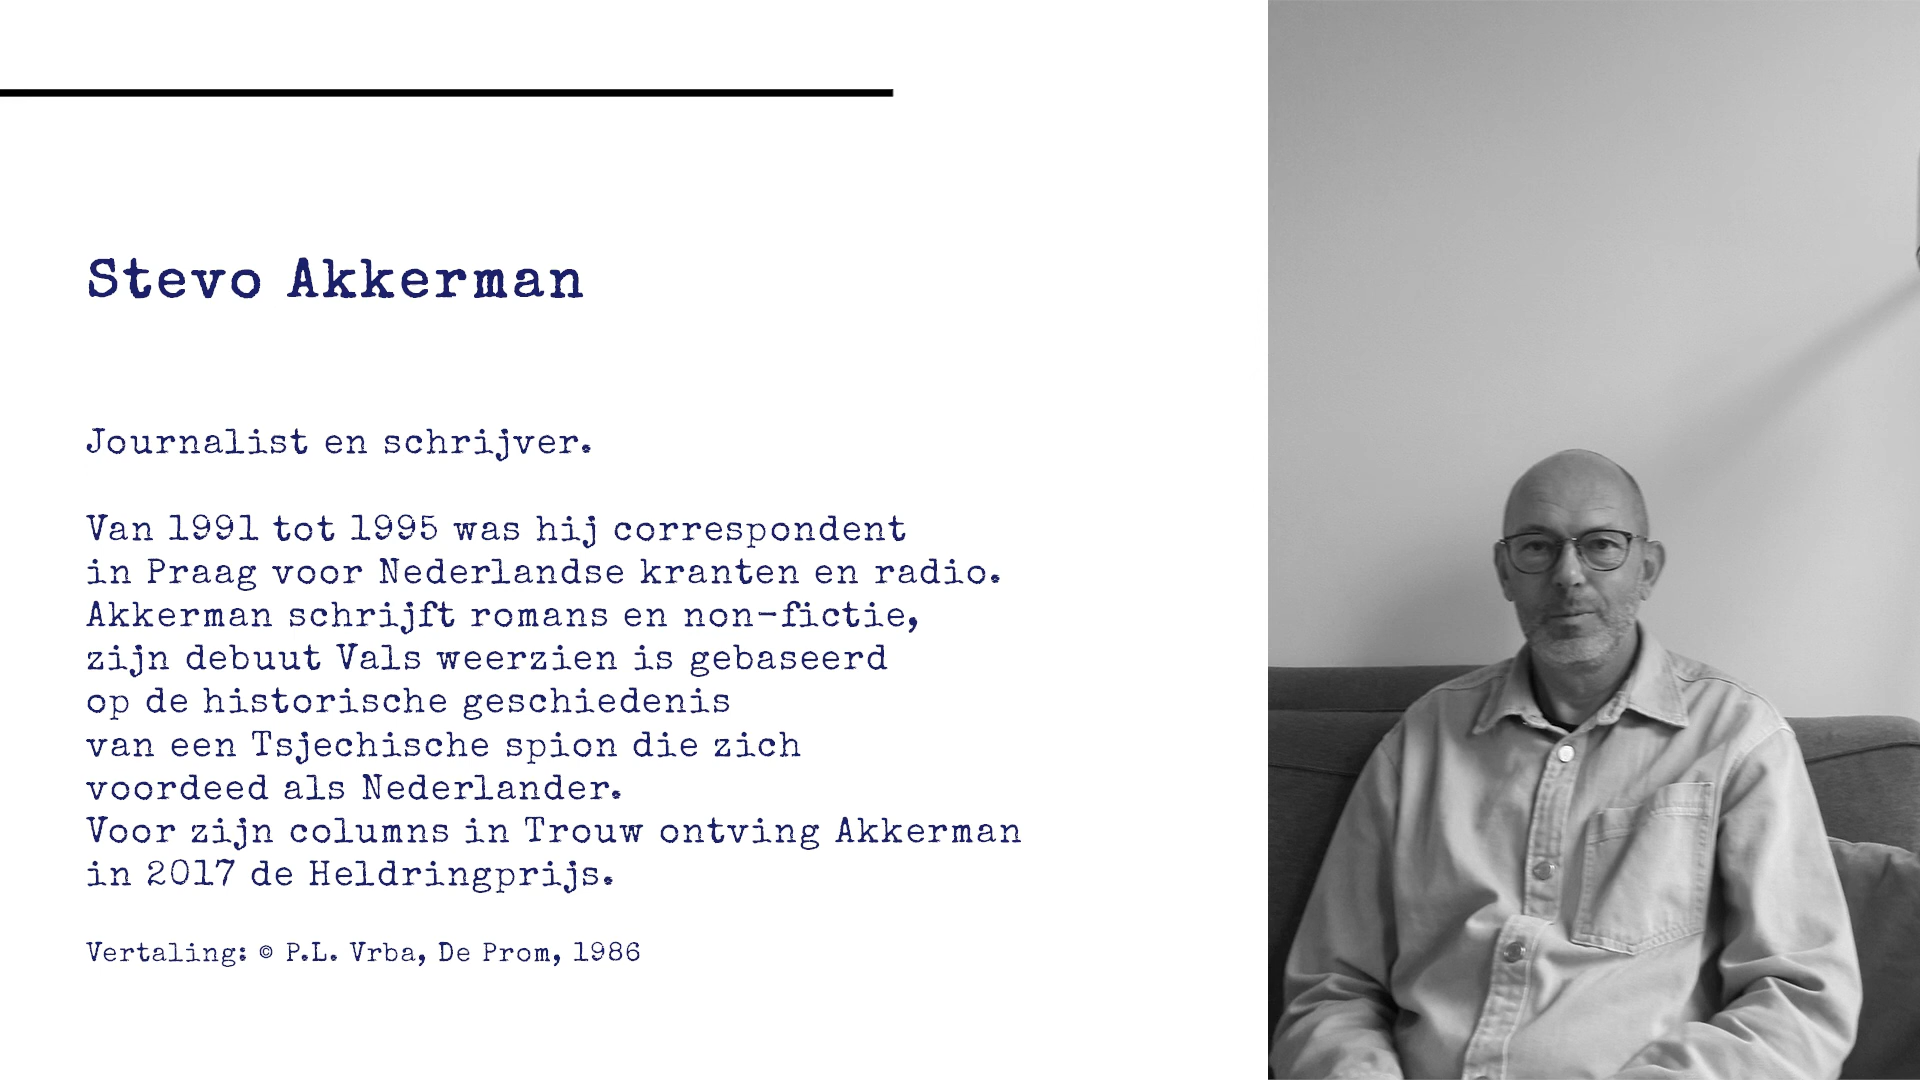 Stevo Akkerman
Journalist en schrijver.
Van 1991 tot 1995 was hij correspondent
in Praag voor Nederlandse kranten en radio.
Akkerman schrijft romans en non-fictie,
zijn debuut Vals weerzien is gebaseerd
op de historische geschiedenis
van een Tsjechische spion die zich
voordeed als Nederlander.
Voor zijn columns in Trouw ontving Akkerman
in 2017 de Heldringprijs.
Vertaling: © P.L. Vrba, De Prom, 1986